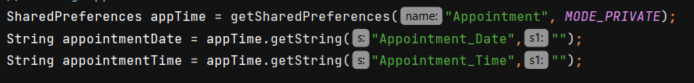 SharedPreferences appTime = getSharedPreferences( name: "Appointment", MODE_PRIVATE);
String appointmentDate = appTime.getString( s: "Appointment_Date", s1: "");
String appointmentTime = appTime.getString( s: "Appointment_Time", s1: "");